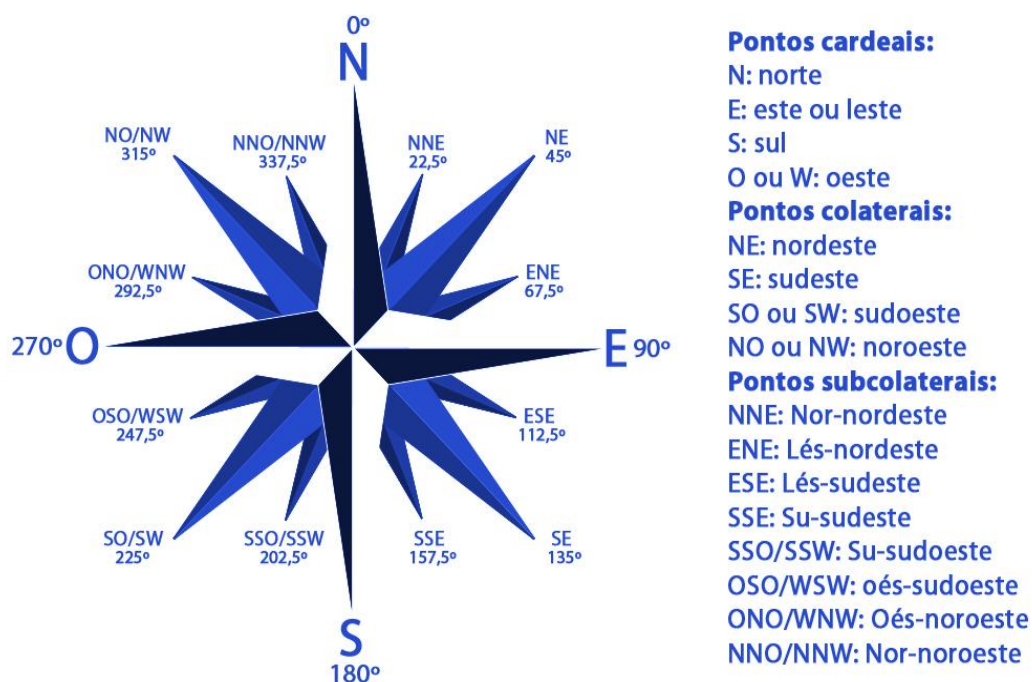 0º
N
NO/NW
315º
NNO/NNW
337,5º
NNE
22,5º
NE
45º
ONO/WNW
292,5º
ENE
67,5º
270º O
E 90º
OSO/WSW
247,5º
ESE
112,5º
SO/SW
225º
SSO/SSW
202,5º
SSE
157,5º
SE
135º
S
180º
Pontos cardeais:
N: norte
E: este ou leste
S: sul
O ou W: oeste
Pontos colaterais:
NE: nordeste
SE: sudeste
SO ou SW: sudoeste
NO ou NW: noroeste
Pontos subcolaterais:
NNE: Nor-nordeste
ENE: Lés-nordeste
ESE: Lés-sudeste
SSE: Su-sudeste
SSO/SSW: Su-sudoeste
OSO/WSW: oés-sudoeste
ONO/WNW: Oés-noroeste
NNO/NNW: Nor-noroeste